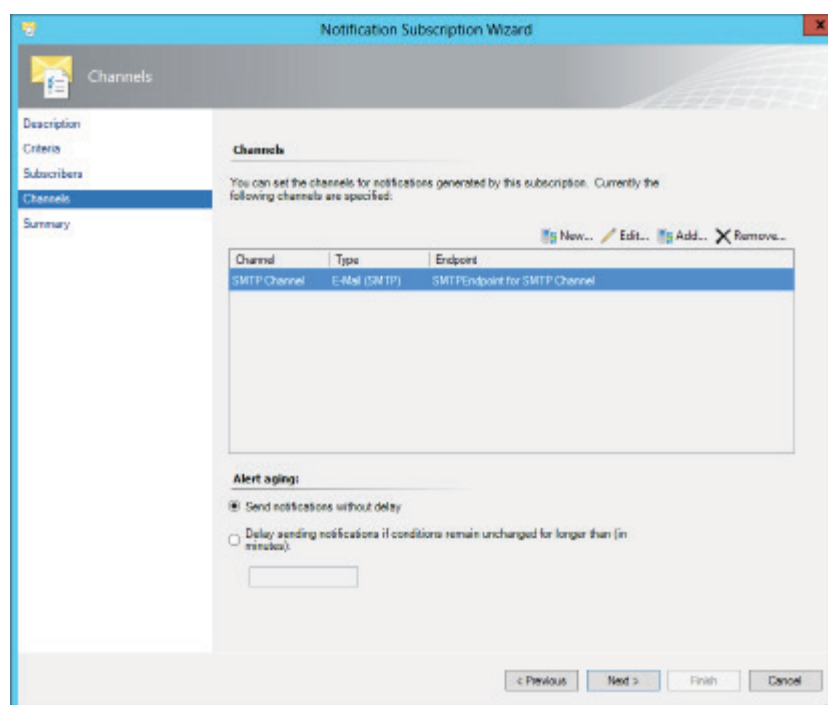 Notification Subscription Wizard
x
Channels
Description
Criteria
Subscribers
Channels
Summary
Channels
You can set the channels for notifications generated by this subscription. Currently the
following channels are specified:
New... Edit... Add... Remove...
Channel Type Endpoint
SMTP Channel E-Mail (SMTP) SMTPEndpoint for SMTP Channel
Alert aging:
Send notifications without delay
Delay sending notifications if conditions remain unchanged for longer than (in
minutes).
< Previous Next > Finish Cancel